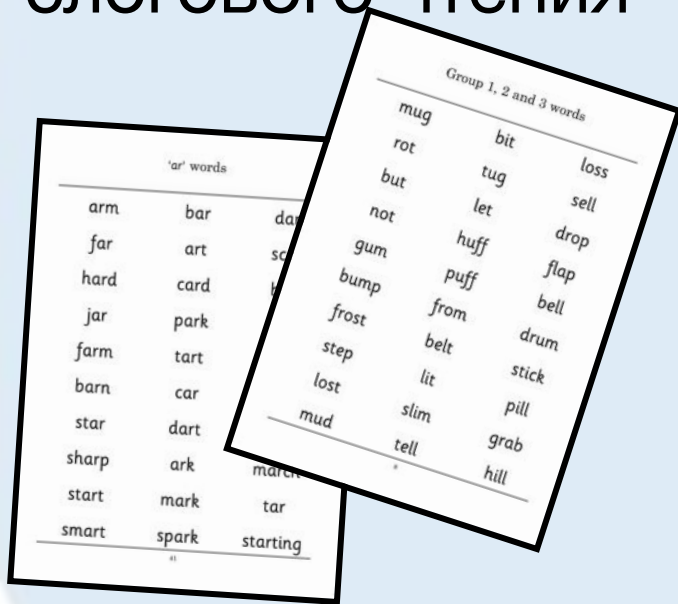 слогового чтения
'ar' words
arm bar
far art
hard card
jar park
farm tart
barn car
star dart
sharp ark march
start mark tar
smart spark starting
41
Group 1, 2 and 3 words
mug bit loss
rot tug sell
but let drop
not huff flap
gum puff bell
bump from drum
frost belt stick
step lit pill
lost slim grab
mud tell hill